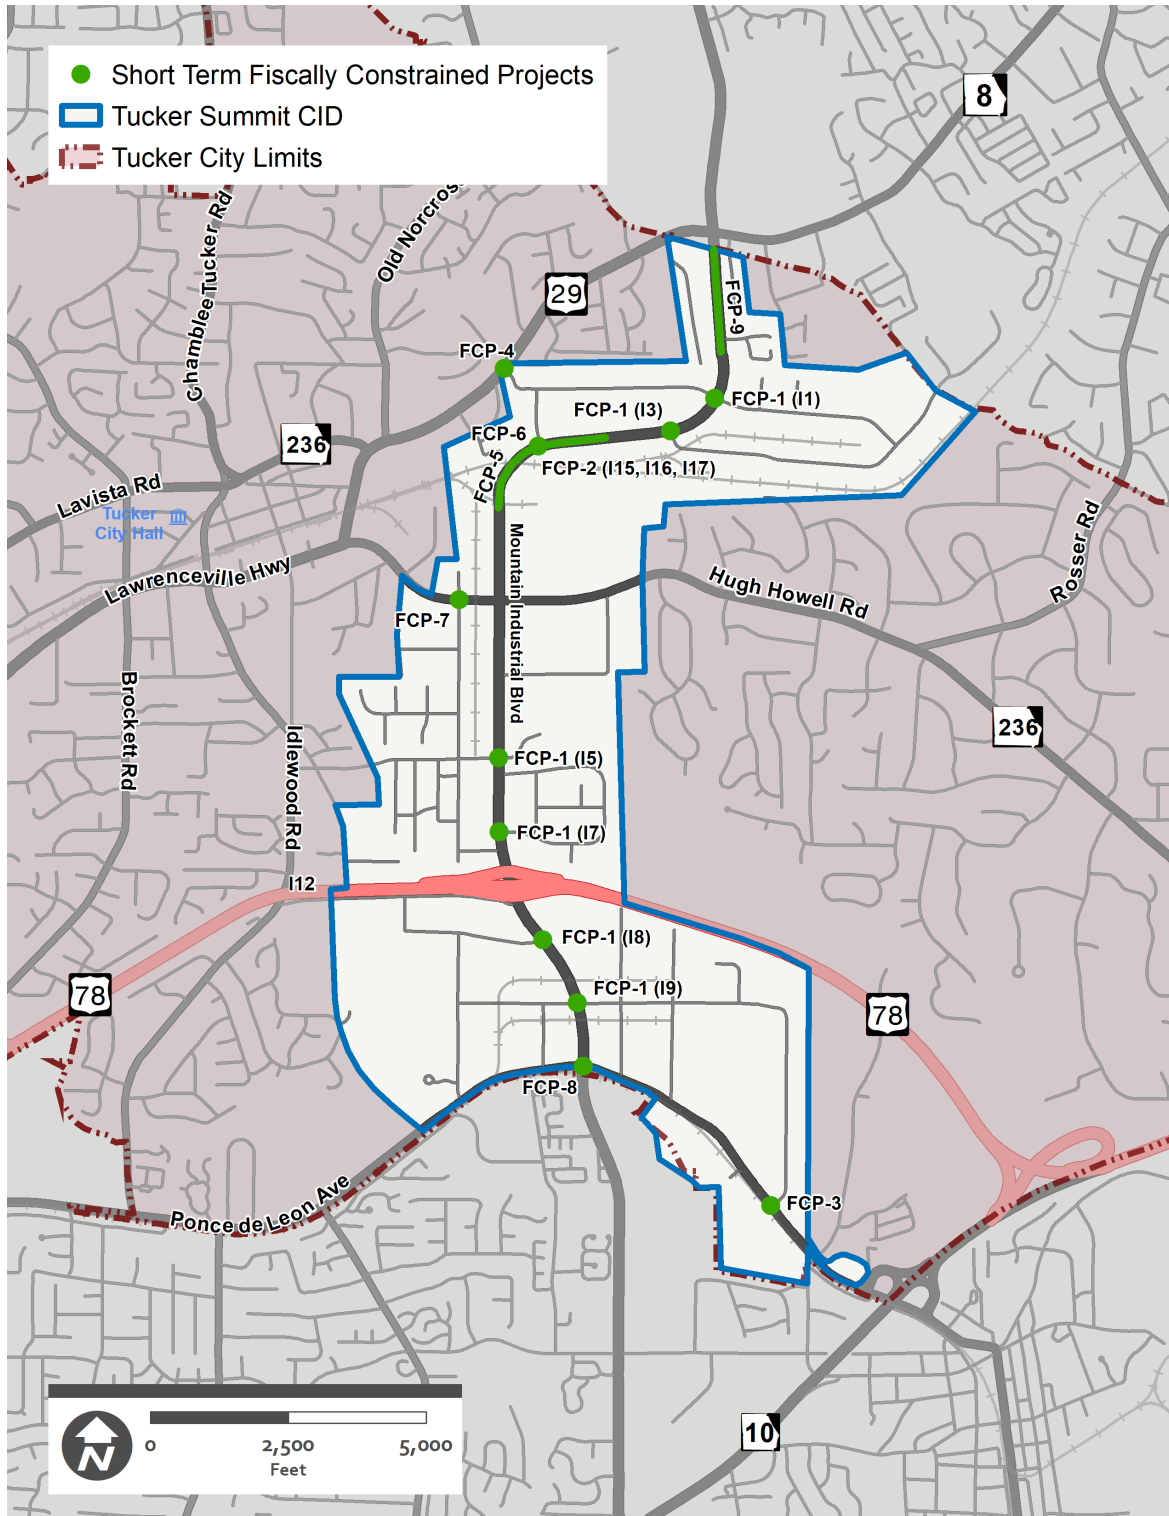 Short Term Fiscally Constrained Projects
Tucker Summit CID
Tucker City Limits
8
Chamblee Tucker Rd
Old Norcros
29
FCP-9
FCP-4
FCP-1 (I1)
FCP-1 (I3)
FCP-6
236
FCP-2 (I15, I16, I17)
FCP-5
Lavista Rd
Tucker
City Hall
Mountain Industrial Blvd
Rosser Rd
Lawrenceville Hwy
Hugh Howell Rd
FCP-7
Brockett Rd
Idlewood Rd
236
FCP-1 (I5)
FCP-1 (I7)
I12
FCP-1 (I8)
78
FCP-1 (I9)
78
FCP-8
Ponce de Leon Ave
FCP-3
10
N
0
2,500
5,000
Feet